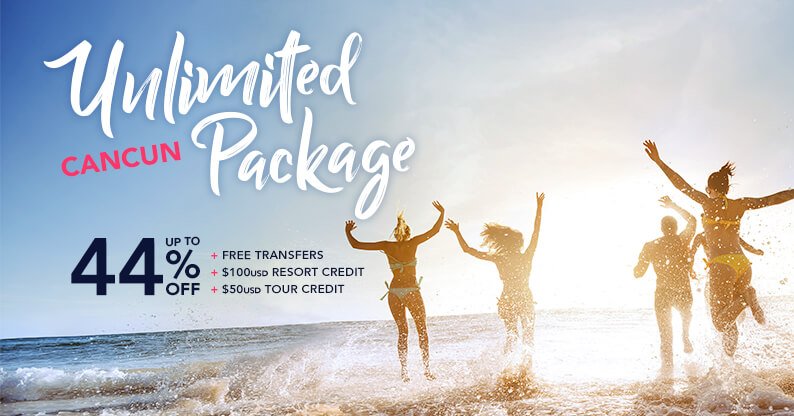 Unlimited
CANCUN Package
44% UP TO OFF
+ FREE TRANSFERS
+ $100USD RESORT CREDIT
+ $50USD TOUR CREDIT